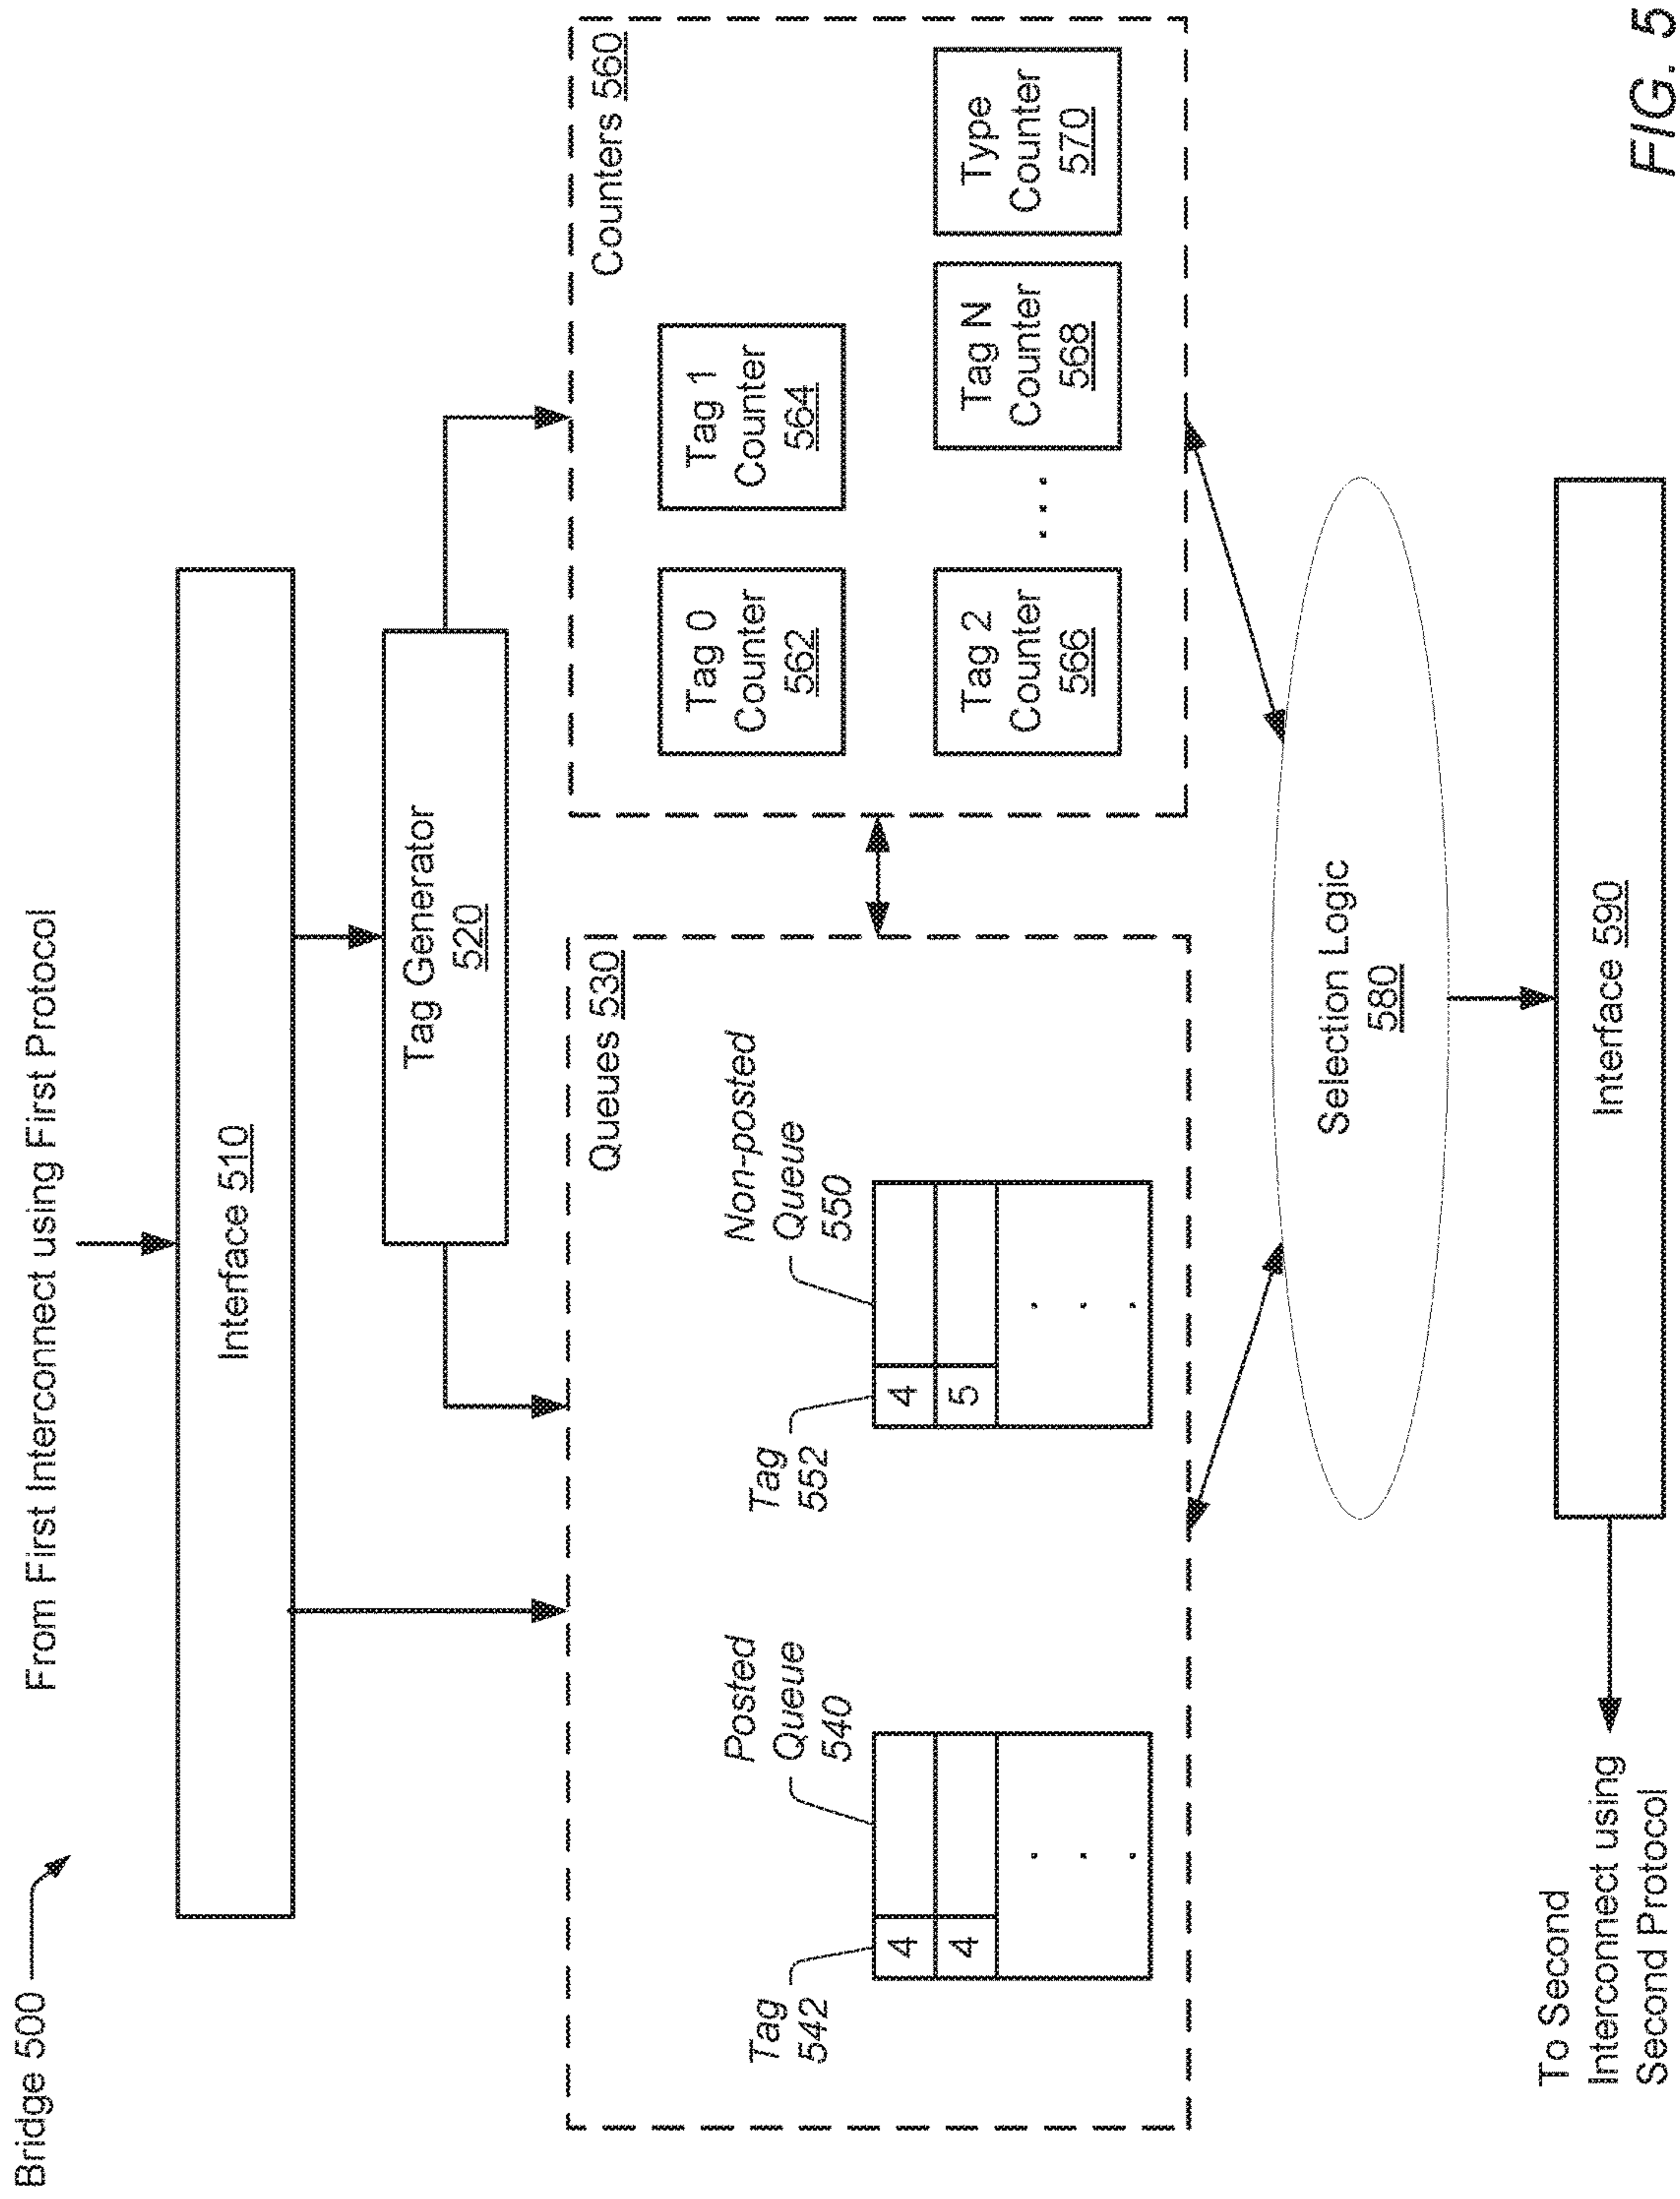 Bridge 500
From First Interconnect using First Protocol
Interface 510
Tag Generator
520
Queues 530
Posted
Queue
540
Tag
542
4
4
Non-posted
Queue
550
Tag
552
4
5
Counters 560
Tag 0
Counter
562
Tag 1
Counter
564
Tag 2
Counter
566
. . .
Tag N
Counter
568
Type
Counter
570
Selection Logic
580
Interface 590
To Second
Interconnect using
Second Protocol
FIG. 5